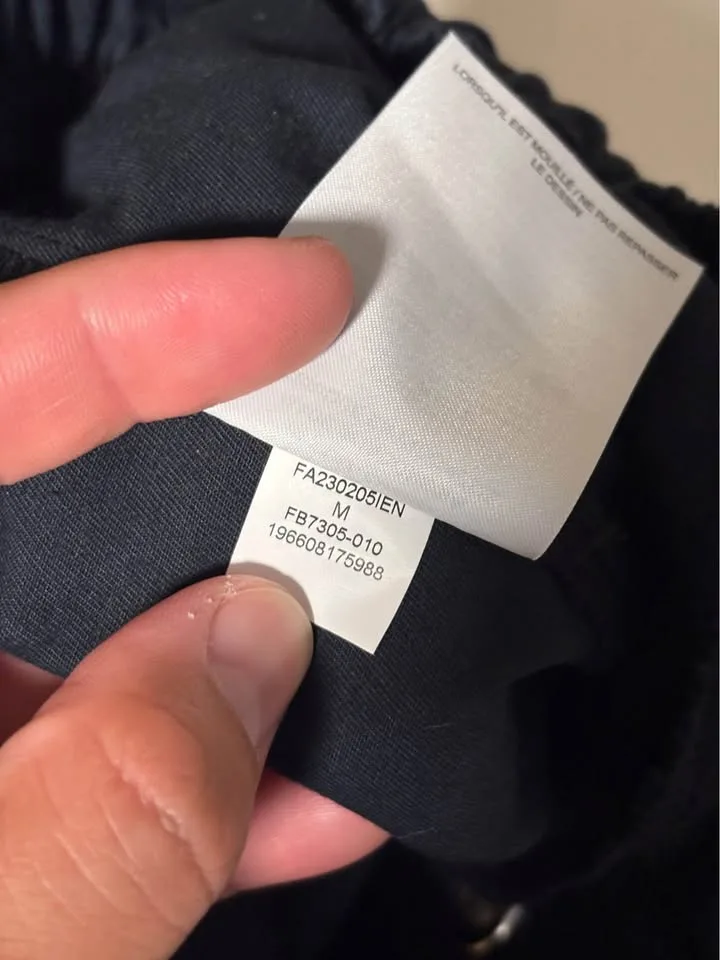 LORSQU'IL EST MOUILLÉ / NE PAS REPASSER
LE DESSIN
FA230205IEN
M
FB7305-010
196608175988